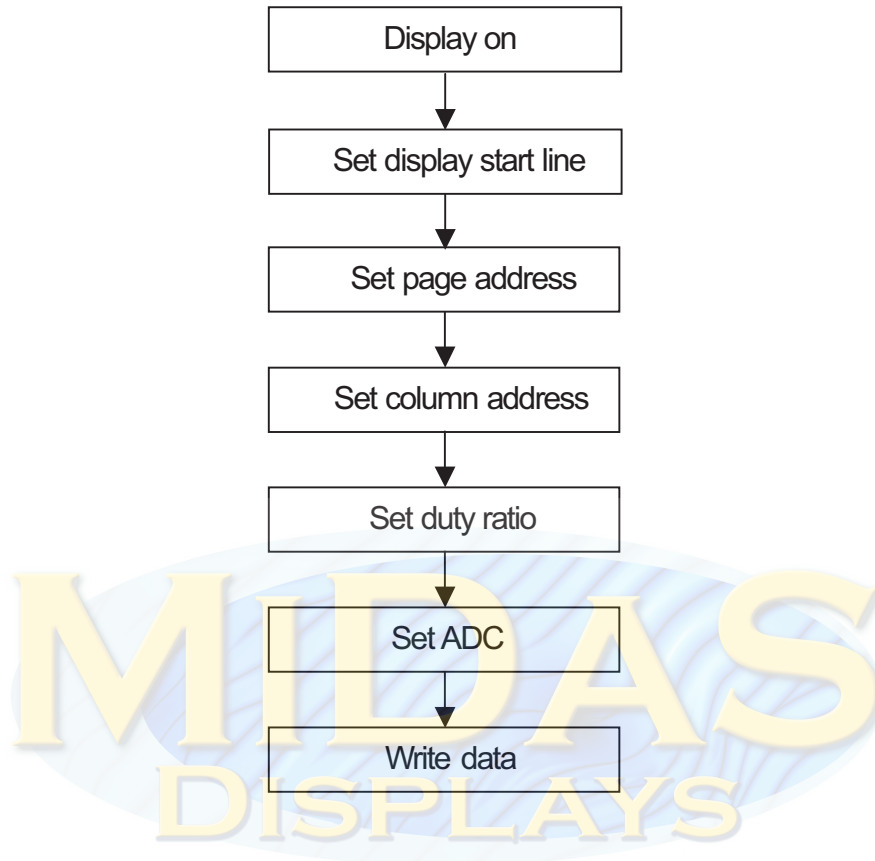 Display on
Set display start line
Set page address
Set column address
Set duty ratio
Set ADC
Write data
MIDAS
DISPLAYS